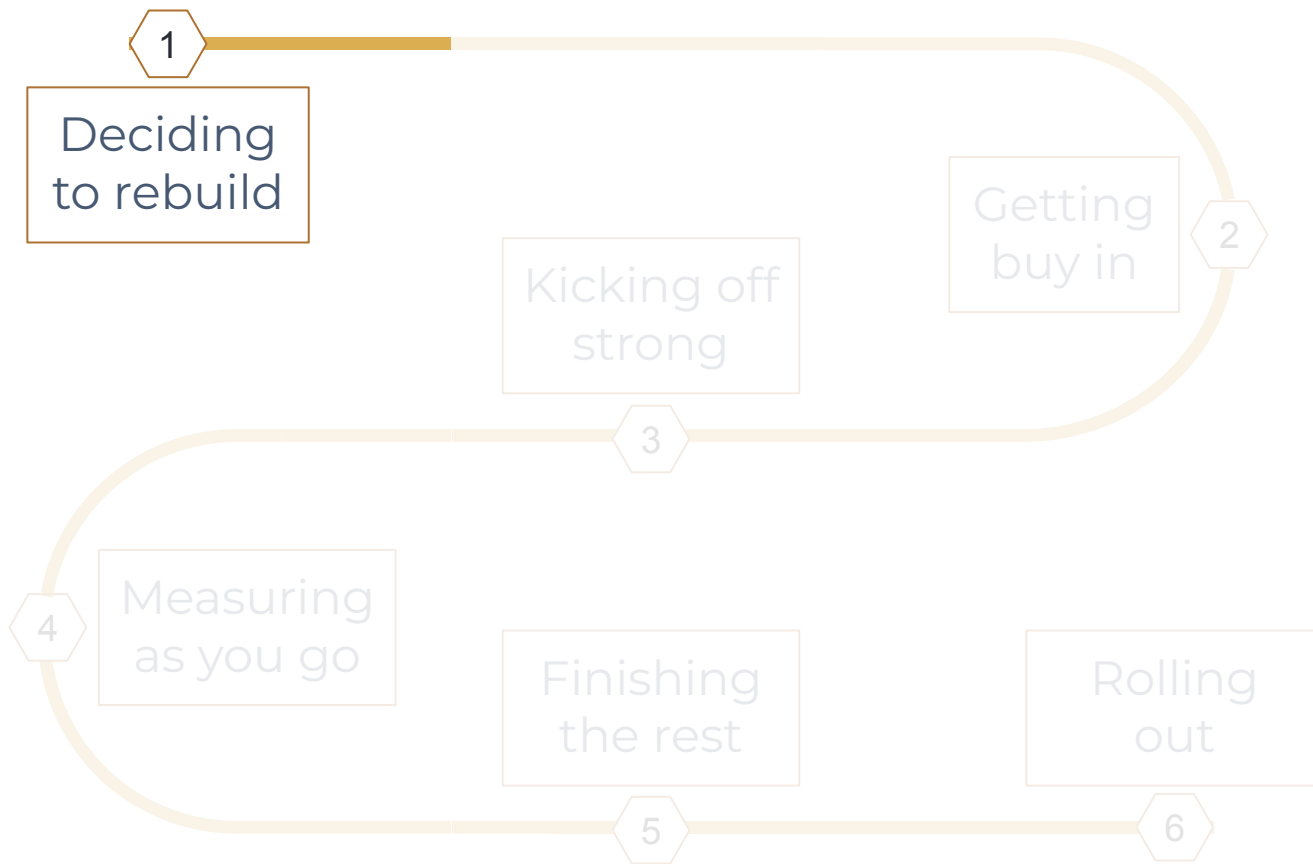 1
Deciding
to rebuild
Getting
buy in
2
Kicking off
strong
3
4
Measuring
as you go
Finishing
the rest
5
Rolling
out
6